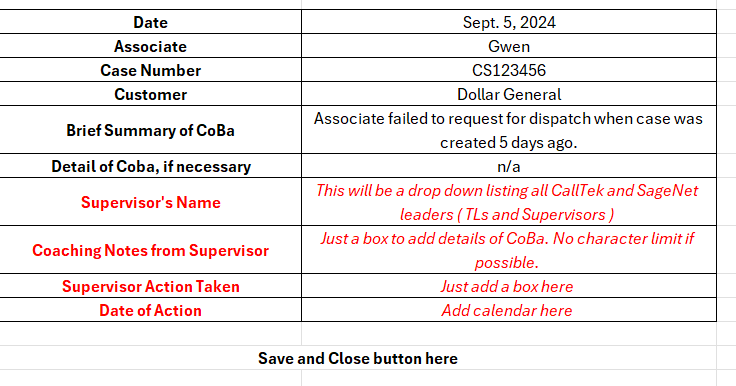 Date Sept. 5, 2024
Associate Gwen
Case Number CS123456
Customer Dollar General
Brief Summary of CoBa Associate failed to request for dispatch when case was
created 5 days ago.
Detail of Coba, if necessary n/a
Supervisor's Name This will be a drop down listing all CallTek and SageNet
leaders ( TLs and Supervisors )
Coaching Notes from Supervisor Just a box to add details of CoBa. No character limit if
possible.
Supervisor Action Taken Just add a box here
Date of Action Add calendar here
Save and Close button here